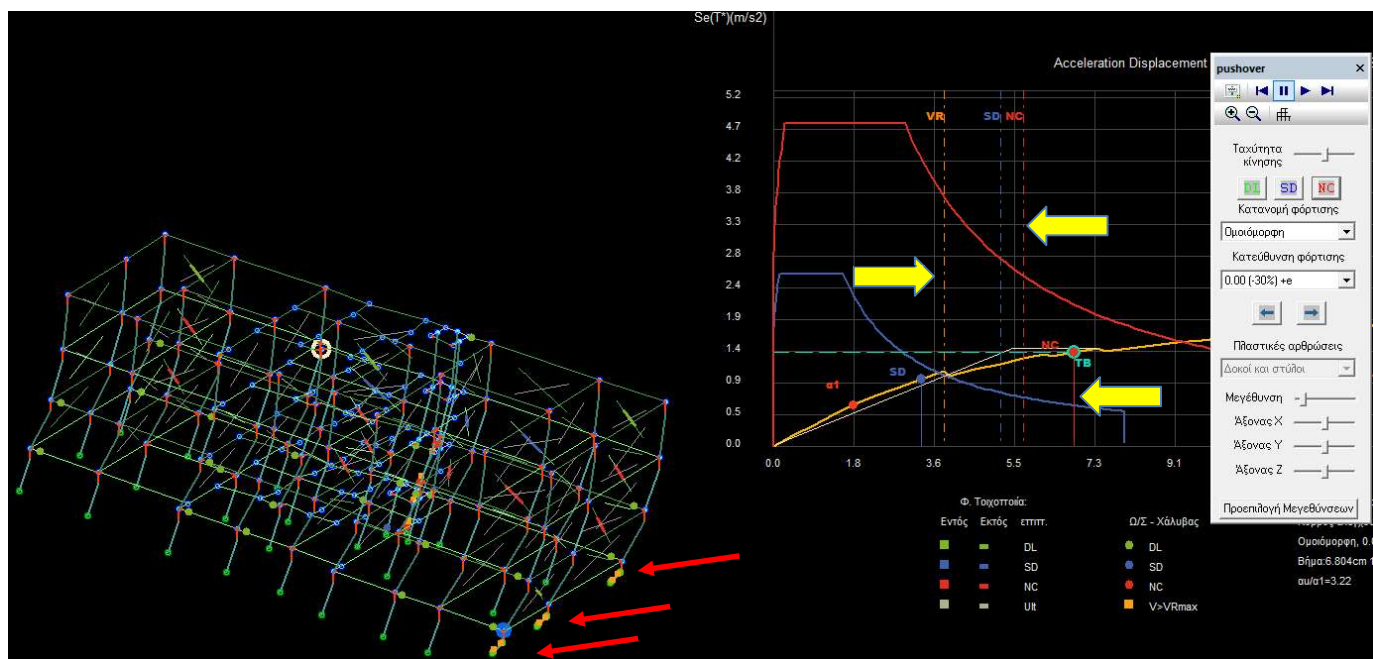 Se(T*)(m/s2)
Acceleration Displacement
5.2
4.7
4.2
3.8
3.3
2.8
2.4
1.9
1.4
0.9
0.5
0.0
VR
SD
NC
α1
SD
NC
TB
0.0
1.8
3.6
5.5
7.3
9.1
Φ. Τοιχοποιία:
Εντός Εκτός επιπ.
Ω/Σ - Χάλυβας
DL
SD
NC
Ult
DL
SD
NC
V>VRmax
pushover
Ταχύτητα
κίνησης
DL SD NC
Κατανομή φόρτισης
Ομοιόμορφη
Κατεύθυνση φόρτισης
0.00 (-30%) +e
Πλαστικές αρθρώσεις
Δοκοί και στύλοι
Μεγέθυνση
Άξονας X
Άξονας Y
Άξονας Z
Προεπιλογή Μεγεθύνσεων
Ομοιόμορφη, 0.0
Βήμα:6.804cm 1
αu/α1=3.22